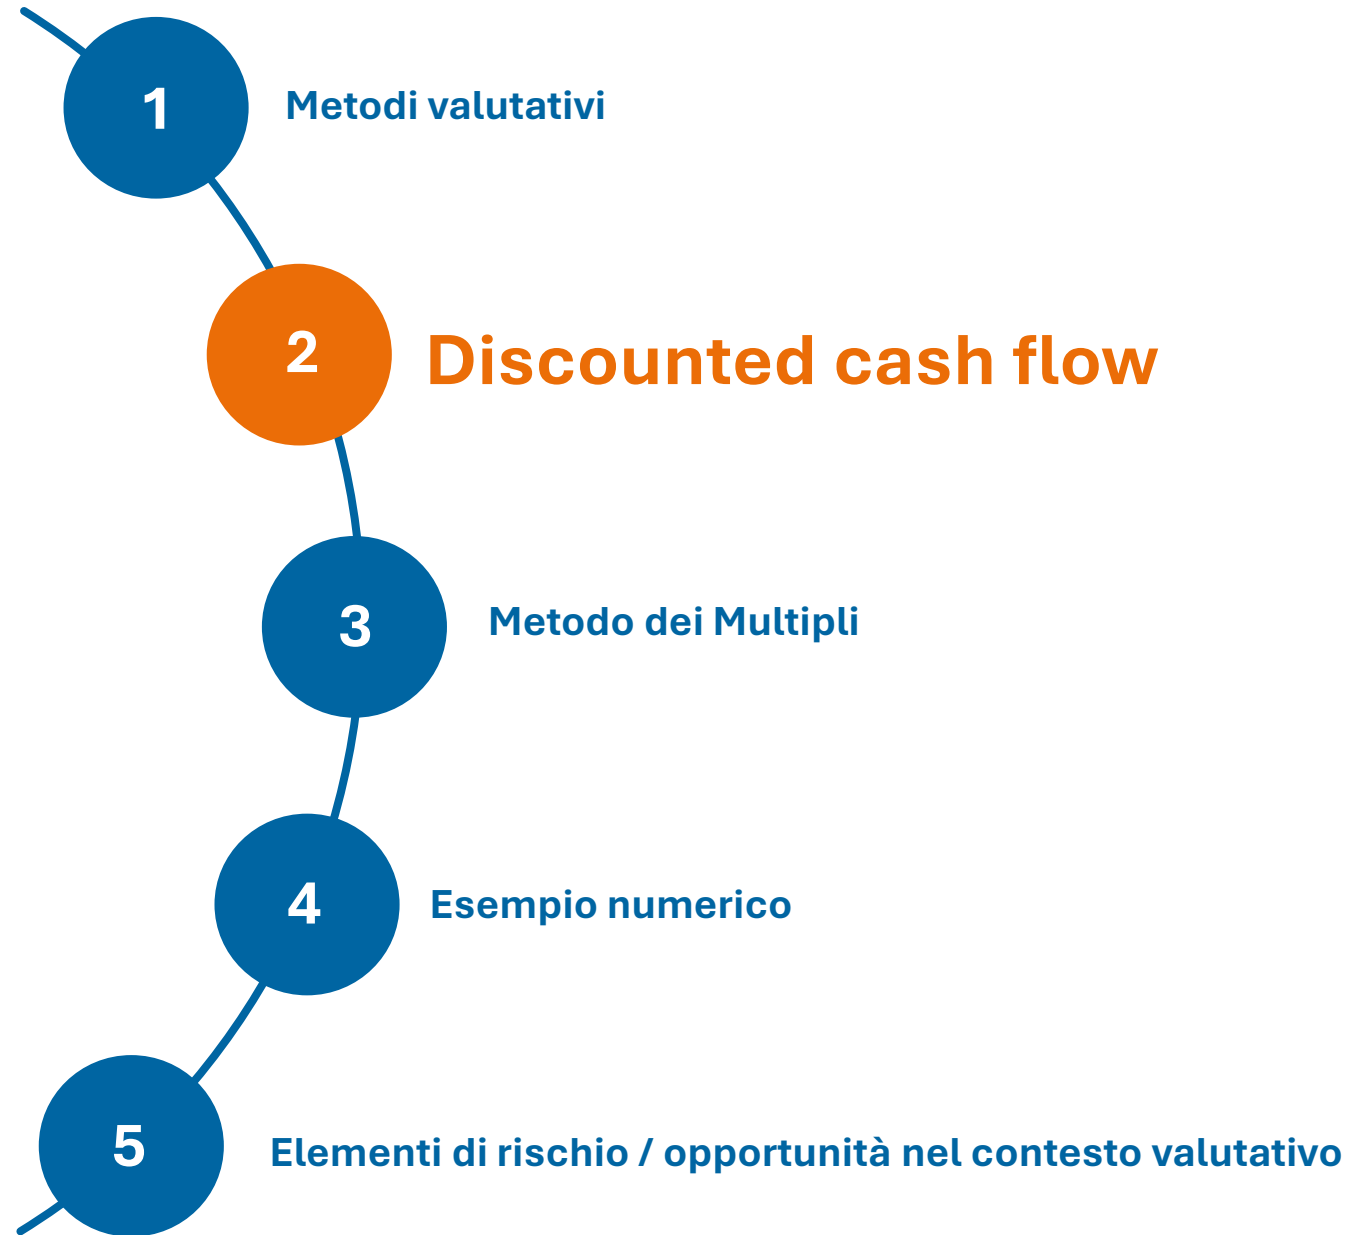 1
Metodi valutativi
2
Discounted cash flow
3
Metodo dei Multipli
4
Esempio numerico
5
Elementi di rischio / opportunità nel contesto valutativo